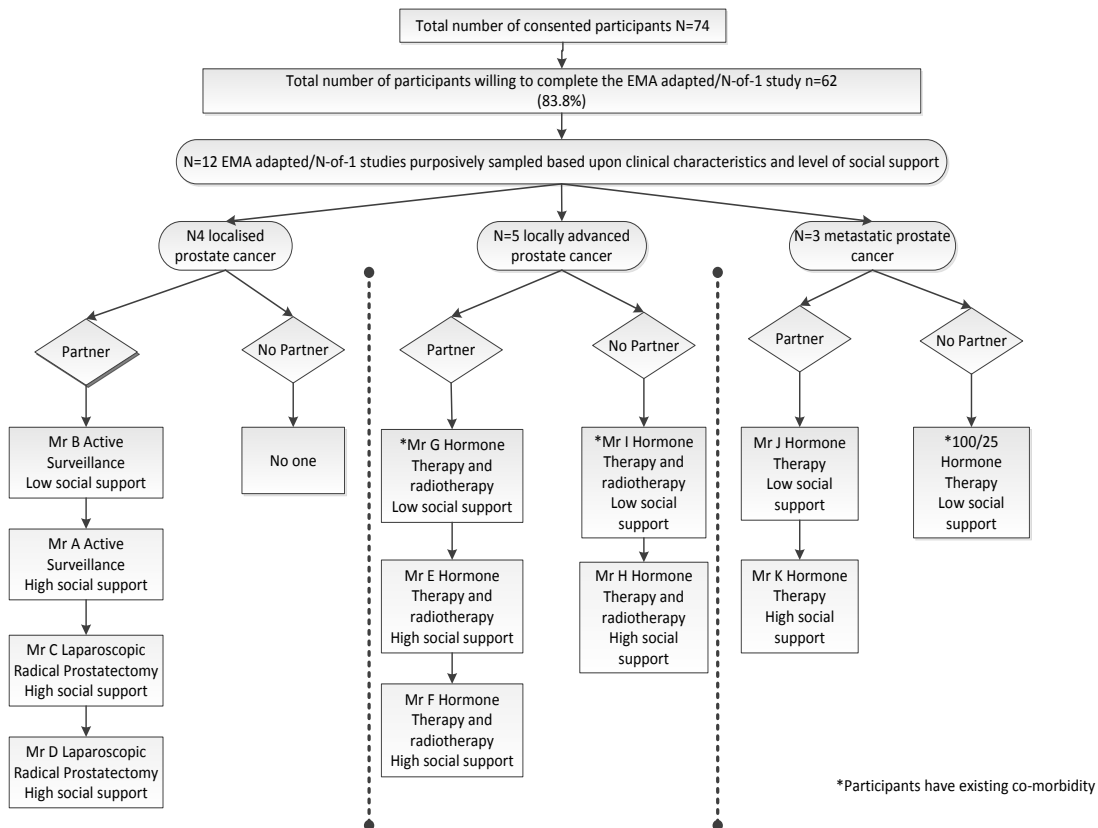 Total number of consented participants N=74
Total number of participants willing to complete the EMA adapted/N-of-1 study n=62
(83.8%)
N=12 EMA adapted/N-of-1 studies purposively sampled based upon clinical characteristics and level of social support
N4 localised
prostate cancer
N=5 locally advanced
prostate cancer
N=3 metastatic prostate
cancer
Partner
No Partner
Partner
No Partner
Partner
No Partner
Mr B Active
Surveillance
Low social support
Mr A Active
Surveillance
High social support
Mr C Laparoscopic
Radical Prostatectomy
High social support
Mr D Laparoscopic
Radical Prostatectomy
High social support
No one
*Mr G Hormone
Therapy and
radiotherapy
Low social support
Mr E Hormone
Therapy and
radiotherapy
High social support
Mr F Hormone
Therapy and
radiotherapy
High social support
*Mr I Hormone
Therapy and
radiotherapy
Low social
support
Mr H Hormone
Therapy and
radiotherapy
High social
support
Mr J Hormone
Therapy
Low social
support
Mr K Hormone
Therapy
High social
support
*100/25
Hormone
Therapy
Low social
support
*Participants have existing co-morbidity